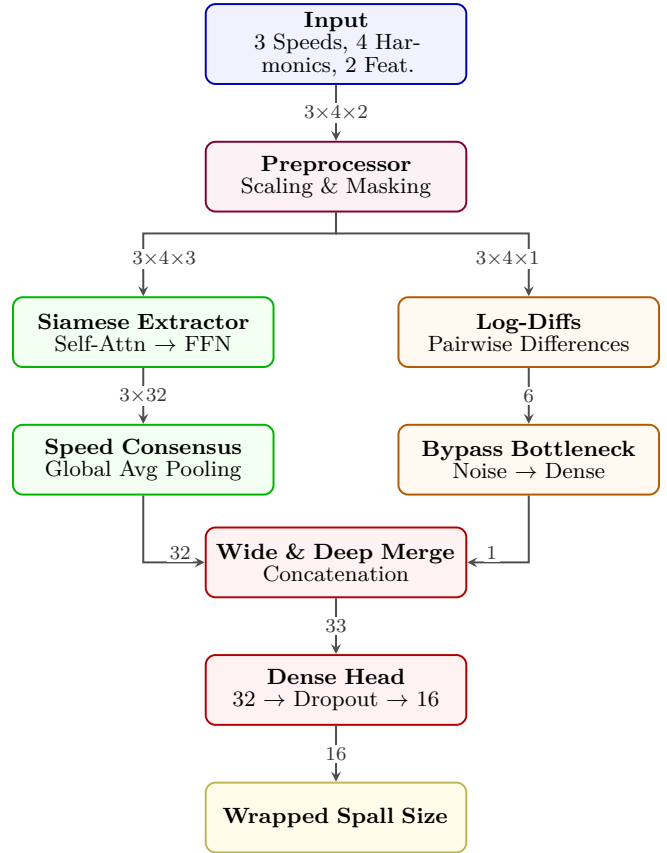 Input
3 Speeds, 4 Har-
monics, 2 Feat.
3×4×2
Preprocessor
Scaling & Masking
3×4×3
3×4×1
Siamese Extractor
Self-Attn → FFN
Log-Diffs
Pairwise Differences
3×32
6
Speed Consensus
Global Avg Pooling
Bypass Bottleneck
Noise → Dense
32
Wide & Deep Merge
Concatenation
1
33
Dense Head
32 → Dropout → 16
16
Wrapped Spall Size